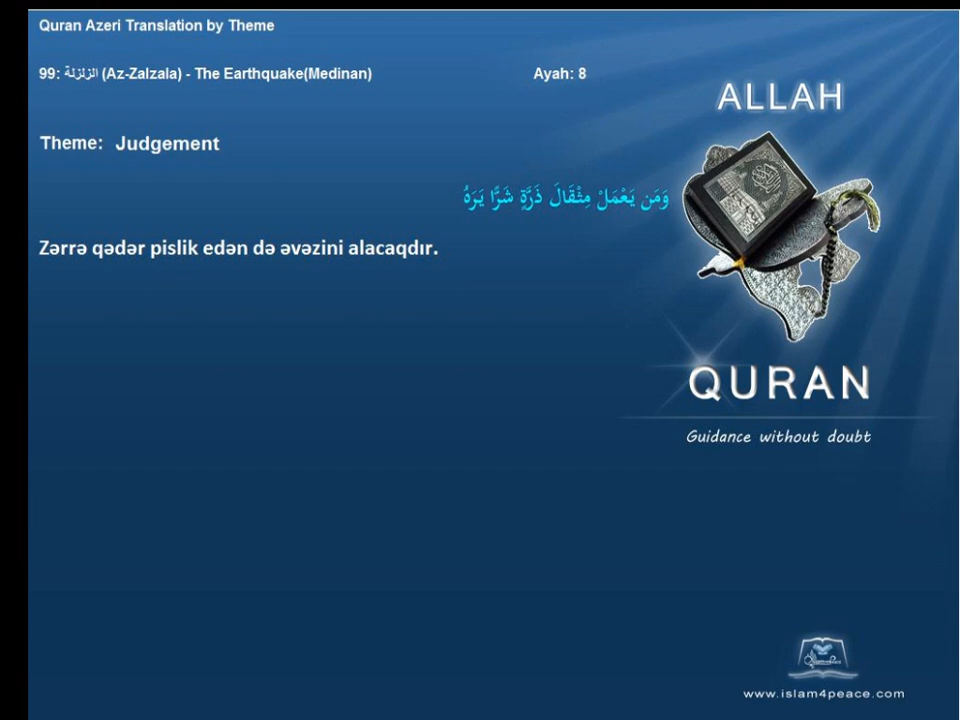 Quran Azeri Translation by Theme
99: الزلزلة (Az-Zalzala) - The Earthquake(Medinan) Ayah: 8
ALLAH
Theme: Judgement
وَمَن يَعْمَلْ مِثْقَالَ ذَرَّةٍ شَرًّا يَرَهُ
Zərrə qədər pislik edən də əvəzini alacaqdır.
QURAN
Guidance without doubt
www.islam4peace.com